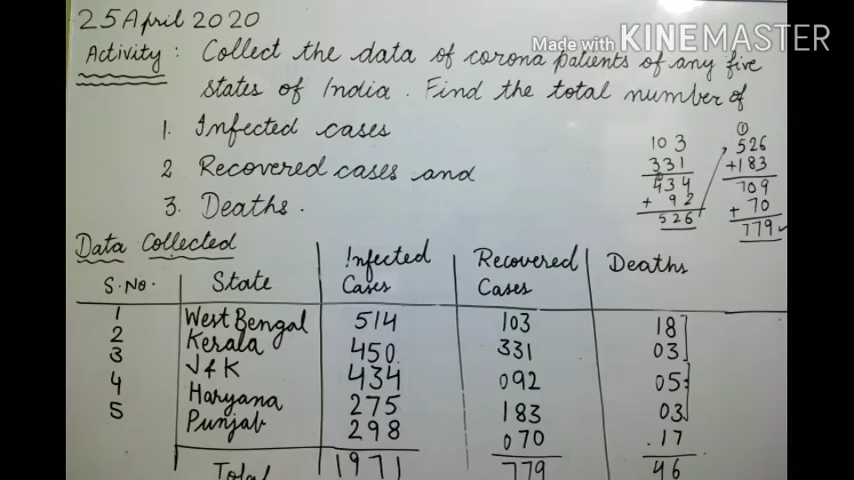 25 April 2020
Made with KINEMASTER
Activity : Collect the data of corona patients of any five
states of India. Find the total number of
1. Infected cases
2 Recovered cases and
3. Deaths.
103
331
434
+ 92
526
1
526
+183
709
+ 70
779
Data Collected
S.No. State Infected Cases Recovered Cases Deaths
1 West Bengal 514 103 18
2 Kerala 450 331 03
3 J & K 434 092 05
4 Haryana 275 183 03
5 Punjab 298 070 17
Total 1971 779 46